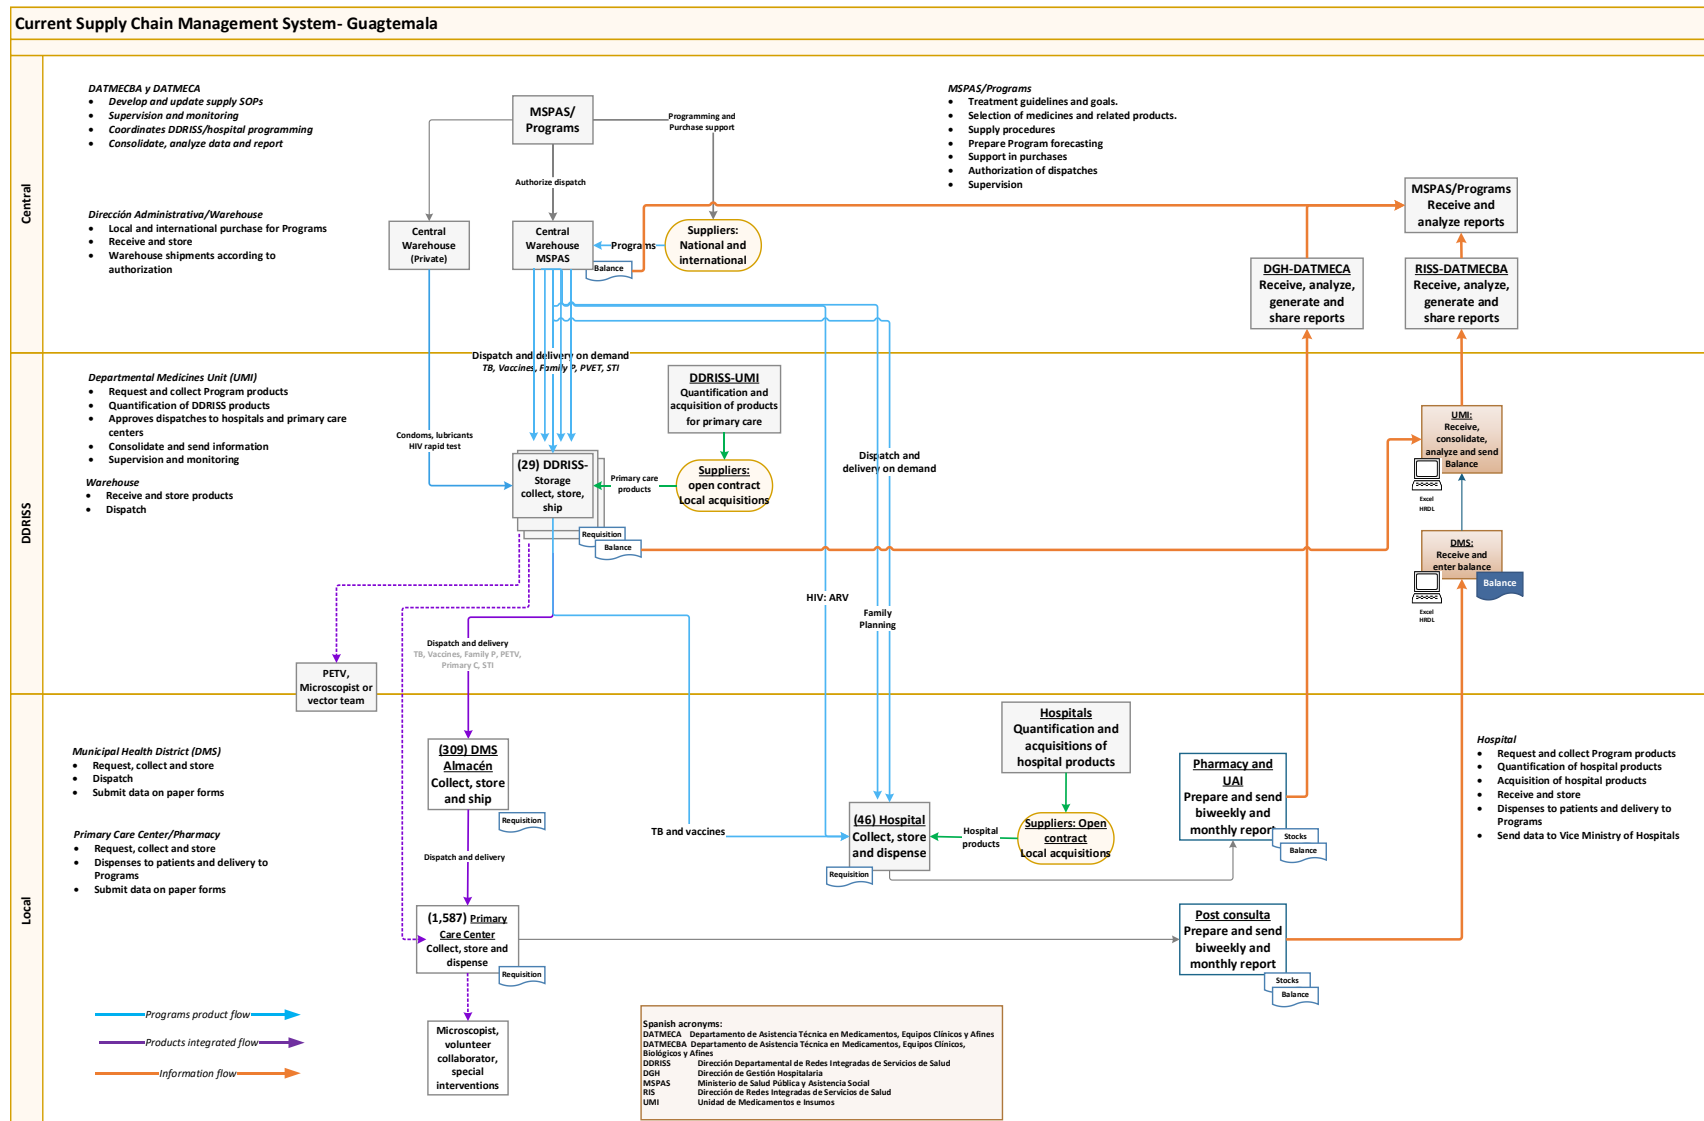 Current Supply Chain Management System- Guagtemala
Central
DATMECBA y DATMECA
• Develop and update supply SOPs
• Supervision and monitoring
• Coordinates DDRISS/hospital programming
• Consolidate, analyze data and report
Dirección Administrativa/Warehouse
• Local and international purchase for Programs
• Receive and store
• Warehouse shipments according to
authorization
MSPAS/
Programs
Programming and
Purchase support
Authorize dispatch
Central
Warehouse
(Private)
Central
Warehouse
MSPAS
Balance
Programs
Suppliers:
National and
international
MSPAS/Programs
• Treatment guidelines and goals.
• Selection of medicines and related products.
• Supply procedures
• Prepare Program forecasting
• Support in purchases
• Authorization of dispatches
• Supervision
MSPAS/Programs
Receive and
analyze reports
DGH-DATMECA
Receive, analyze,
generate and
share reports
RISS-DATMECBA
Receive, analyze,
generate and
share reports
DDRISS
Departmental Medicines Unit (UMI)
• Request and collect Program products
• Quantification of DDRISS products
• Approves dispatches to hospitals and primary care
centers
• Consolidate and send information
• Supervision and monitoring
Warehouse
• Receive and store products
• Dispatch
Dispatch and delivery on demand
TB, Vaccines, Family P, PVET, STI
Condoms, lubricants
HIV rapid test
(29) DDRISS-
Storage
collect, store,
ship
Requisition
Balance
DDRISS-UMI
Quantification and
acquisition of products
for primary care
Primary care
products
Suppliers:
open contract
Local acquisitions
Dispatch and
delivery on demand
HIV: ARV
Family
Planning
UMI:
Receive,
consolidate,
analyze and send
Balance
Excel
HRDL
DMS:
Receive and
enter balance
Balance
Excel
HRDL
Dispatch and delivery
TB, Vaccines, Family P, PETV,
Primary C, STI
PETV,
Microscopist or
vector team
Local
Municipal Health District (DMS)
• Request, collect and store
• Dispatch
• Submit data on paper forms
Primary Care Center/Pharmacy
• Request, collect and store
• Dispenses to patients and delivery to
Programs
• Submit data on paper forms
(309) DMS
Almacén
Collect, store
and ship
Requisition
Dispatch and delivery
(1,587) Primary
Care Center
Collect, store and
dispense
Requisition
Microscopist,
volunteer
collaborator,
special
interventions
TB and vaccines
(46) Hospital
Collect, store
and dispense
Requisition
Hospital
products
Hospitals
Quantification and
acquisitions of
hospital products
Suppliers: Open
contract
Local acquisitions
Pharmacy and
UAI
Prepare and send
biweekly and
monthly report
Stocks
Balance
Post consulta
Prepare and send
biweekly and
monthly report
Stocks
Balance
Hospital
• Request and collect Program products
• Quantification of hospital products
• Acquisition of hospital products
• Receive and store
• Dispenses to patients and delivery to
Programs
• Send data to Vice Ministry of Hospitals
Programs product flow
Products integrated flow
Information flow
Spanish acronyms:
DATMECA Departamento de Asistencia Técnica en Medicamentos, Equipos Clínicos y Afines
DATMECBA Departamento de Asistencia Técnica en Medicamentos, Equipos Clínicos,
Biológicos y Afines
DDRISS Dirección Departamental de Redes Integradas de Servicios de Salud
DGH Dirección de Gestión Hospitalaria
MSPAS Ministerio de Salud Pública y Asistencia Social
RIS Dirección de Redes Integradas de Servicios de Salud
UMI Unidad de Medicamentos e Insumos